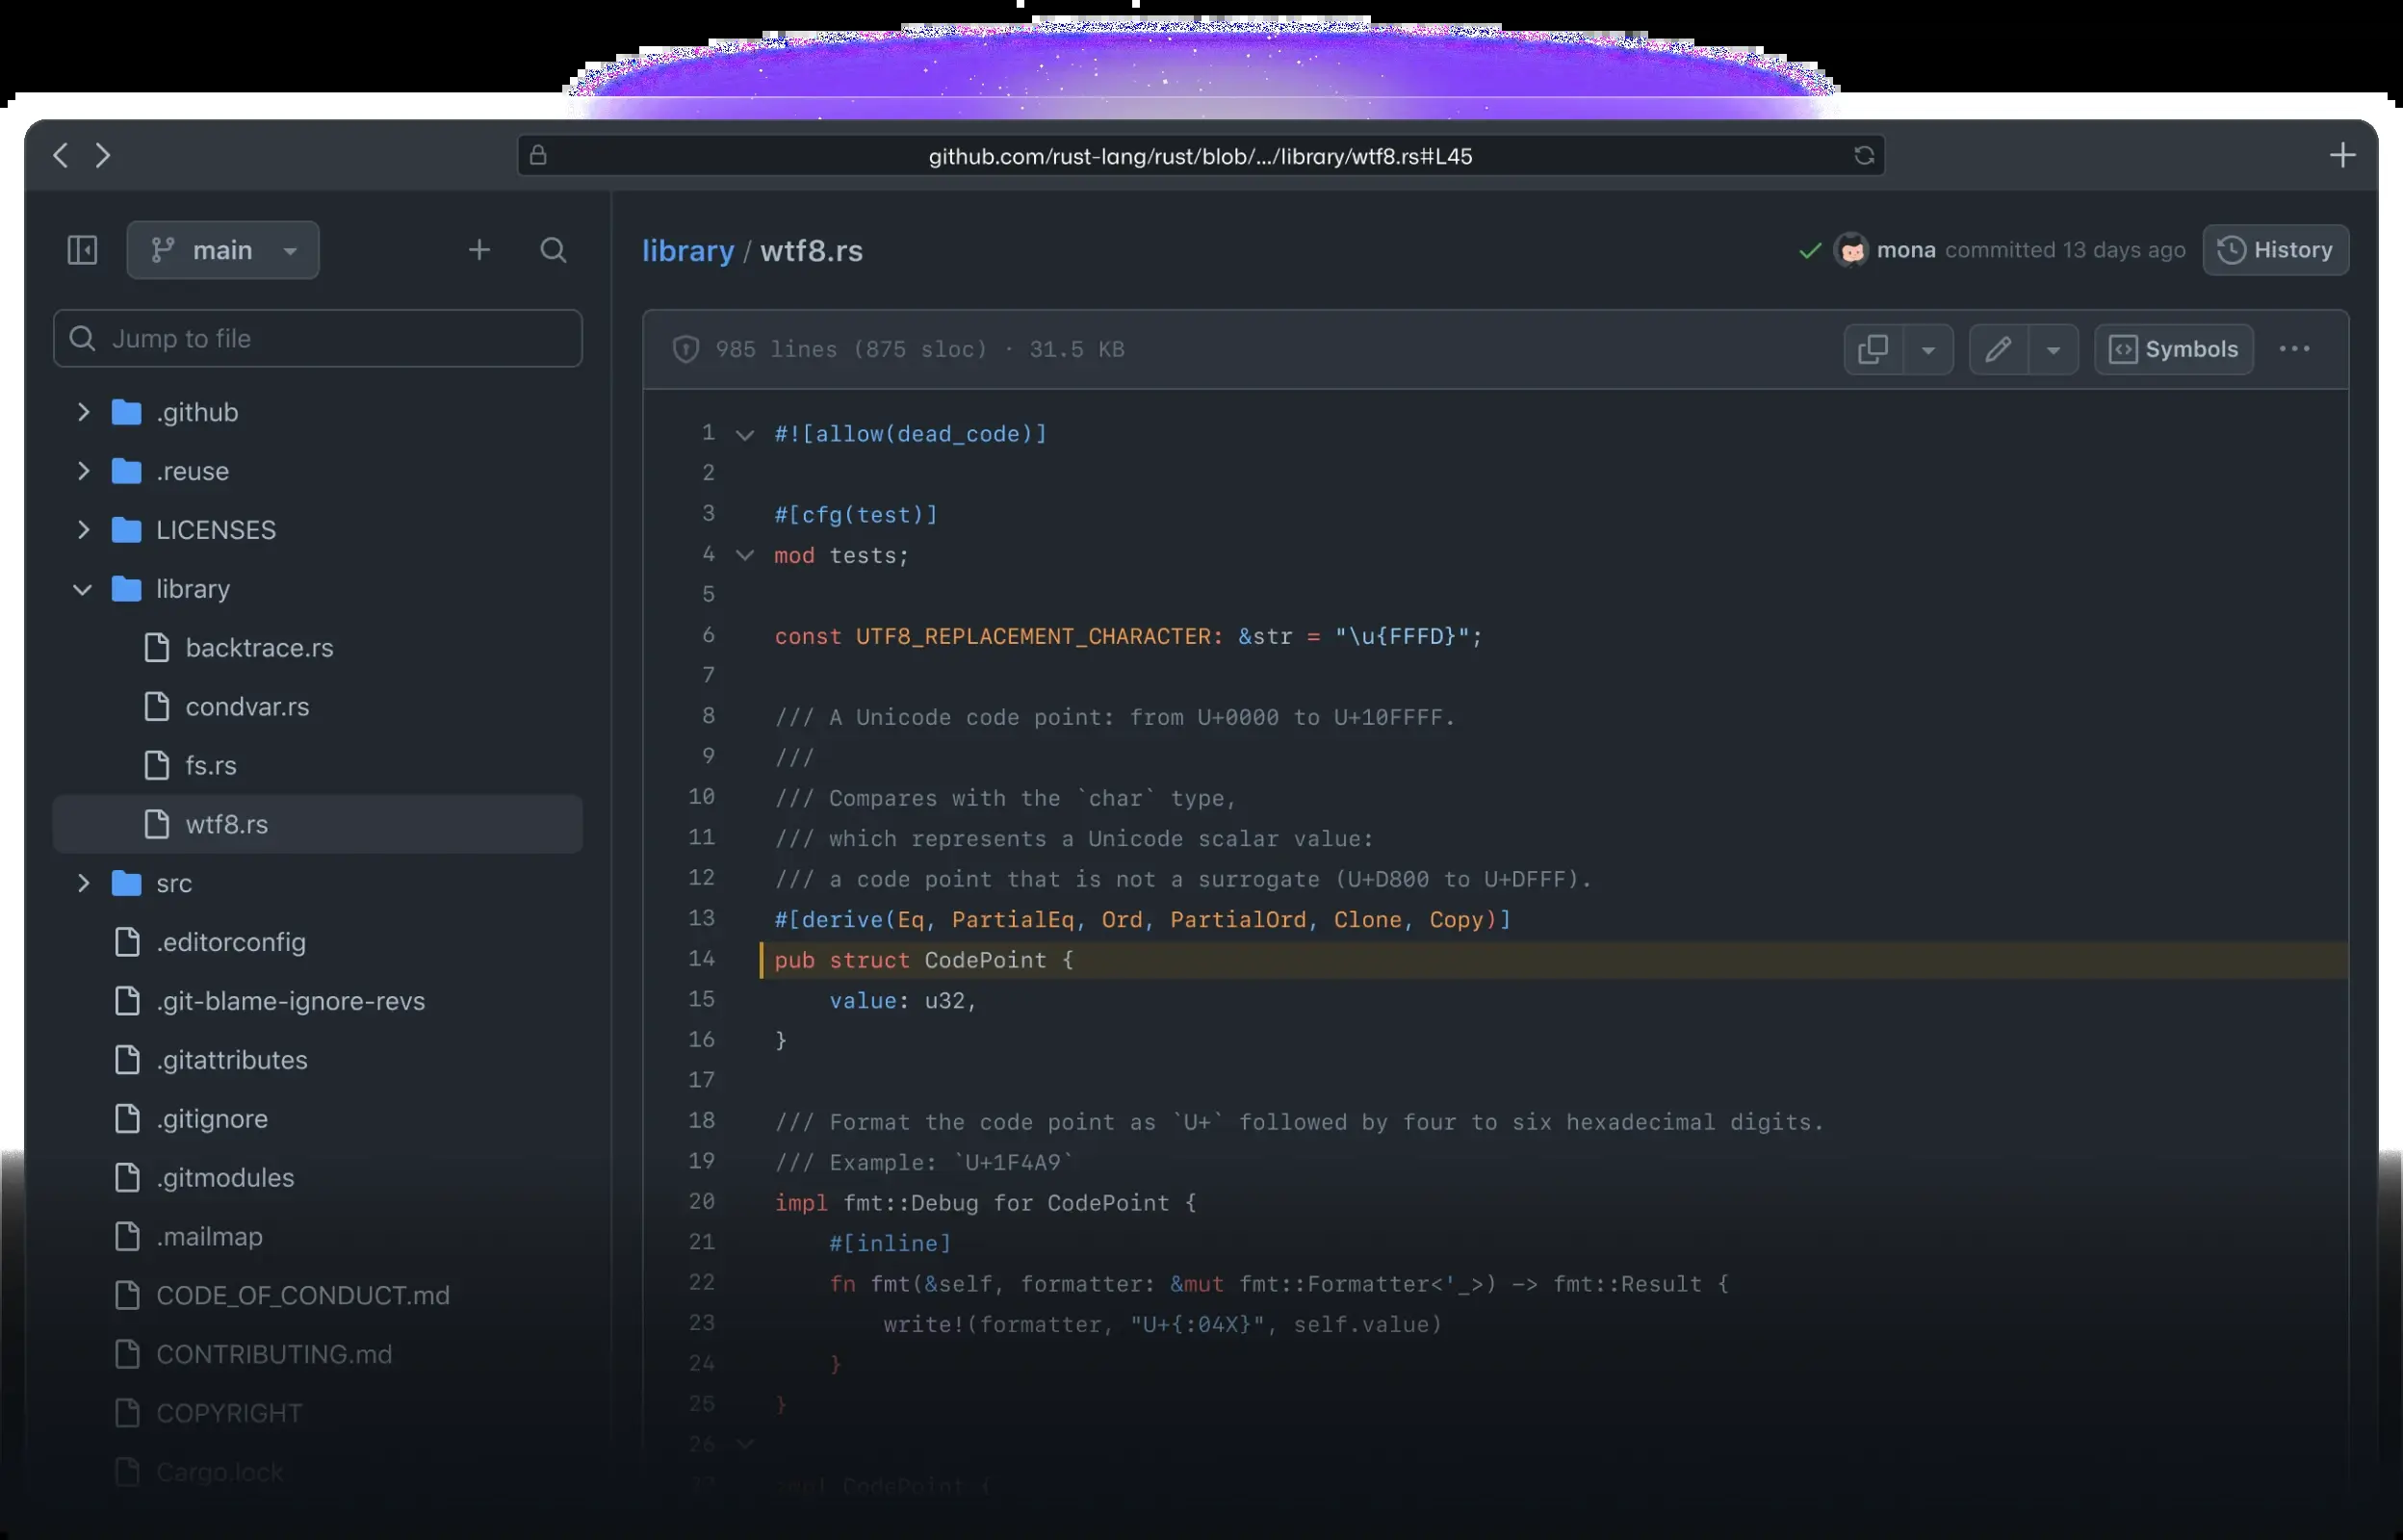 github.com/rust-lang/rust/blob/.../library/wtf8.rs#L45
main
Jump to file
.github
.reuse
LICENSES
library
backtrace.rs
condvar.rs
fs.rs
wtf8.rs
src
.editorconfig
.git-blame-ignore-revs
.gitattributes
.gitignore
.gitmodules
.mailmap
CODE_OF_CONDUCT.md
CONTRIBUTING.md
COPYRIGHT
Cargo.lock
library / wtf8.rs
mona committed 13 days ago
History
985 lines (875 sloc) · 31.5 KB
Symbols
1 #![allow(dead_code)]
2
3 #[cfg(test)]
4 mod tests;
5
6 const UTF8_REPLACEMENT_CHARACTER: &str = "\u{FFFD}";
7
8 /// A Unicode code point: from U+0000 to U+10FFFF.
9 ///
10 /// Compares with the `char` type,
11 /// which represents a Unicode scalar value:
12 /// a code point that is not a surrogate (U+D800 to U+DFFF).
13 #[derive(Eq, PartialEq, Ord, PartialOrd, Clone, Copy)]
14 pub struct CodePoint {
15     value: u32,
16 }
17
18 /// Format the code point as `U+` followed by four to six hexadecimal digits.
19 /// Example: `U+1F4A9`
20 impl fmt::Debug for CodePoint {
21     #[inline]
22     fn fmt(&self, formatter: &mut fmt::Formatter<'_>) -> fmt::Result {
23         write!(formatter, "U+{:04X}", self.value)
24     }
25 }
26
CodePoint {